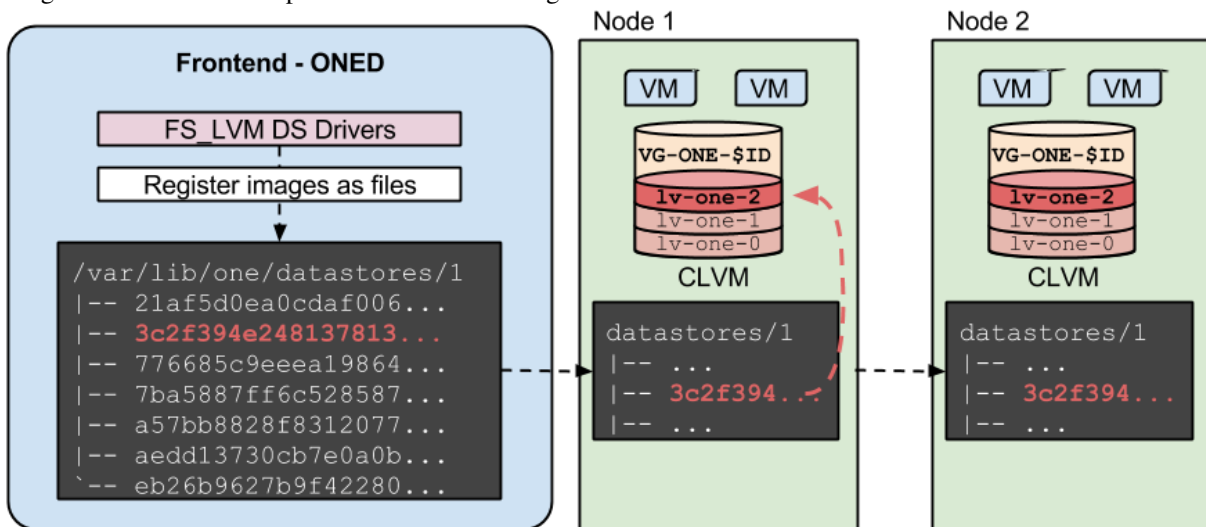 Node 1
Node 2
Frontend - ONED
FS_LVM DS Drivers
Register images as files
/var/lib/one/datastores/1
|-- 21af5d0ea0cdaf006...
|-- 3c2f394e248137813...
|-- 776685c9eeea19864...
|-- 7ba5887ff6c528587...
|-- a57bb8828f8312077...
|-- aedd13730cb7e0a0b...
`-- eb26b9627b9f42280...
VM VM
VG-ONE-$ID
lv-one-2
lv-one-1
lv-one-0
CLVM
datastores/1
|-- ...
|-- 3c2f394...
|-- ...
VM VM
VG-ONE-$ID
lv-one-2
lv-one-1
lv-one-0
CLVM
datastores/1
|-- ...
|-- 3c2f394...
|-- ...